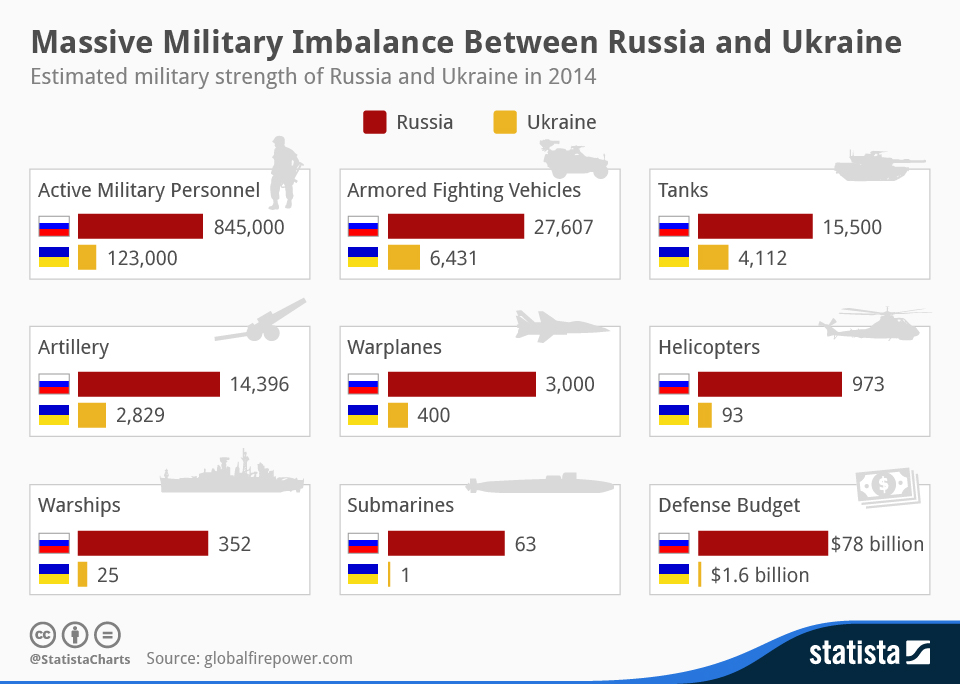 Massive Military Imbalance Between Russia and Ukraine
Estimated military strength of Russia and Ukraine in 2014
Russia
Ukraine
Active Military Personnel
845,000
123,000
Armored Fighting Vehicles
27,607
6,431
Tanks
15,500
4,112
Artillery
14,396
2,829
Warplanes
3,000
400
Helicopters
973
93
Warships
352
25
Submarines
63
1
Defense Budget
$
$78 billion
$1.6 billion
cc
@StatistaCharts
Source: globalfirepower.com
statista